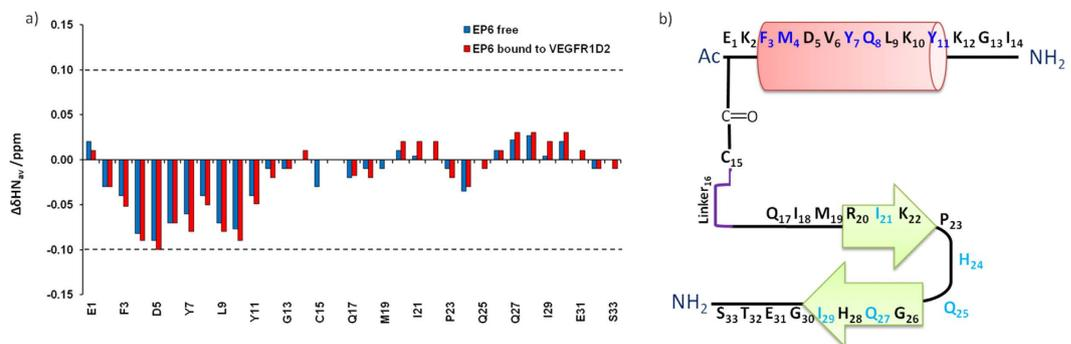 a)
0.15
0.10
0.05
0.00
-0.05
-0.10
-0.15
ΔδHNav /ppm
EP6 free
EP6 bound to VEGFR1D2
E1 F3 D5 Y7 L9 Y11 G13 C15 Q17 M19 I21 P23 Q25 Q27 I29 E31 S33
b)
E1 K2 F3 M4 D5 V6 Y7 Q8 L9 K10 Y11 K12 G13 I14
Ac
NH2
C=O
C15
Linker16
Q17 I18 M19 R20 I21 K22 P23
H24
Q25
NH2
S33 T32 E31 G30 I29 H28 Q27 G26